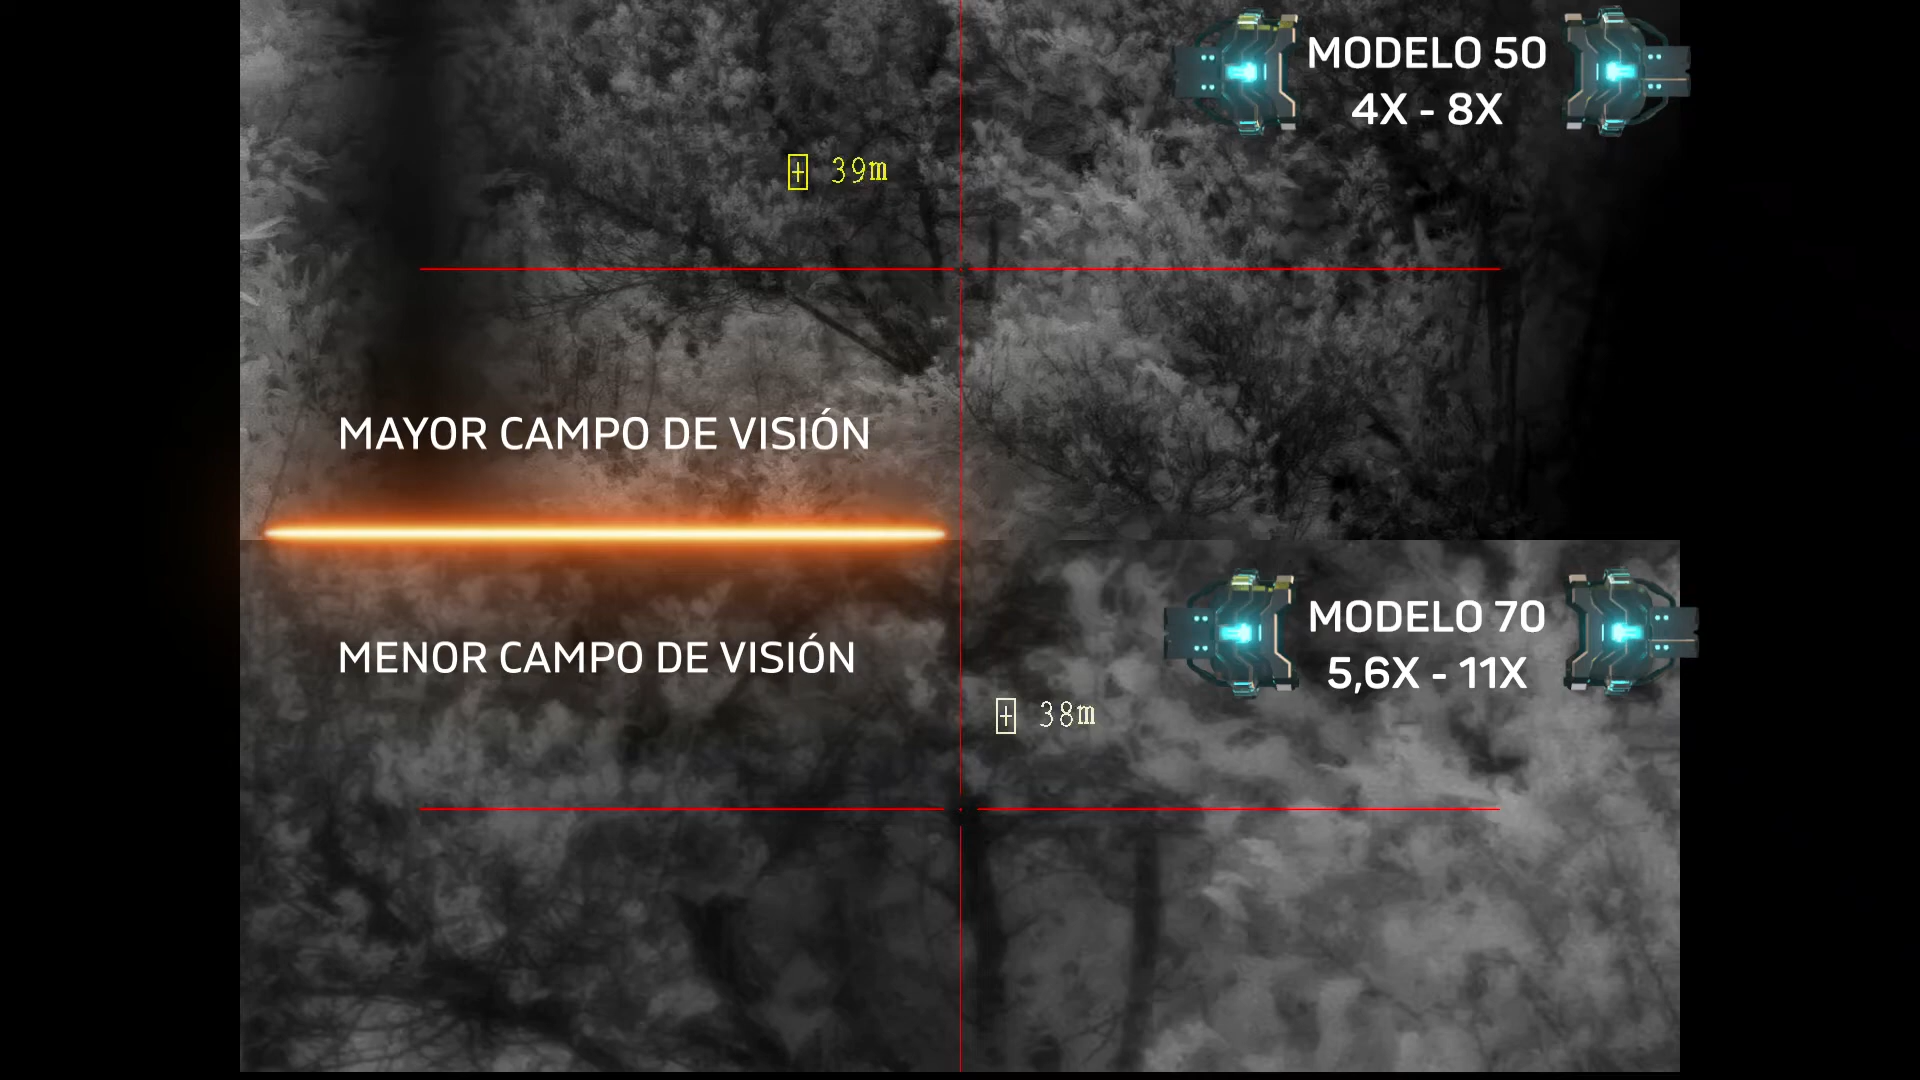 MODELO 50
4X - 8X
39m
MAYOR CAMPO DE VISIÓN
MENOR CAMPO DE VISIÓN
MODELO 70
5,6X - 11X
38m